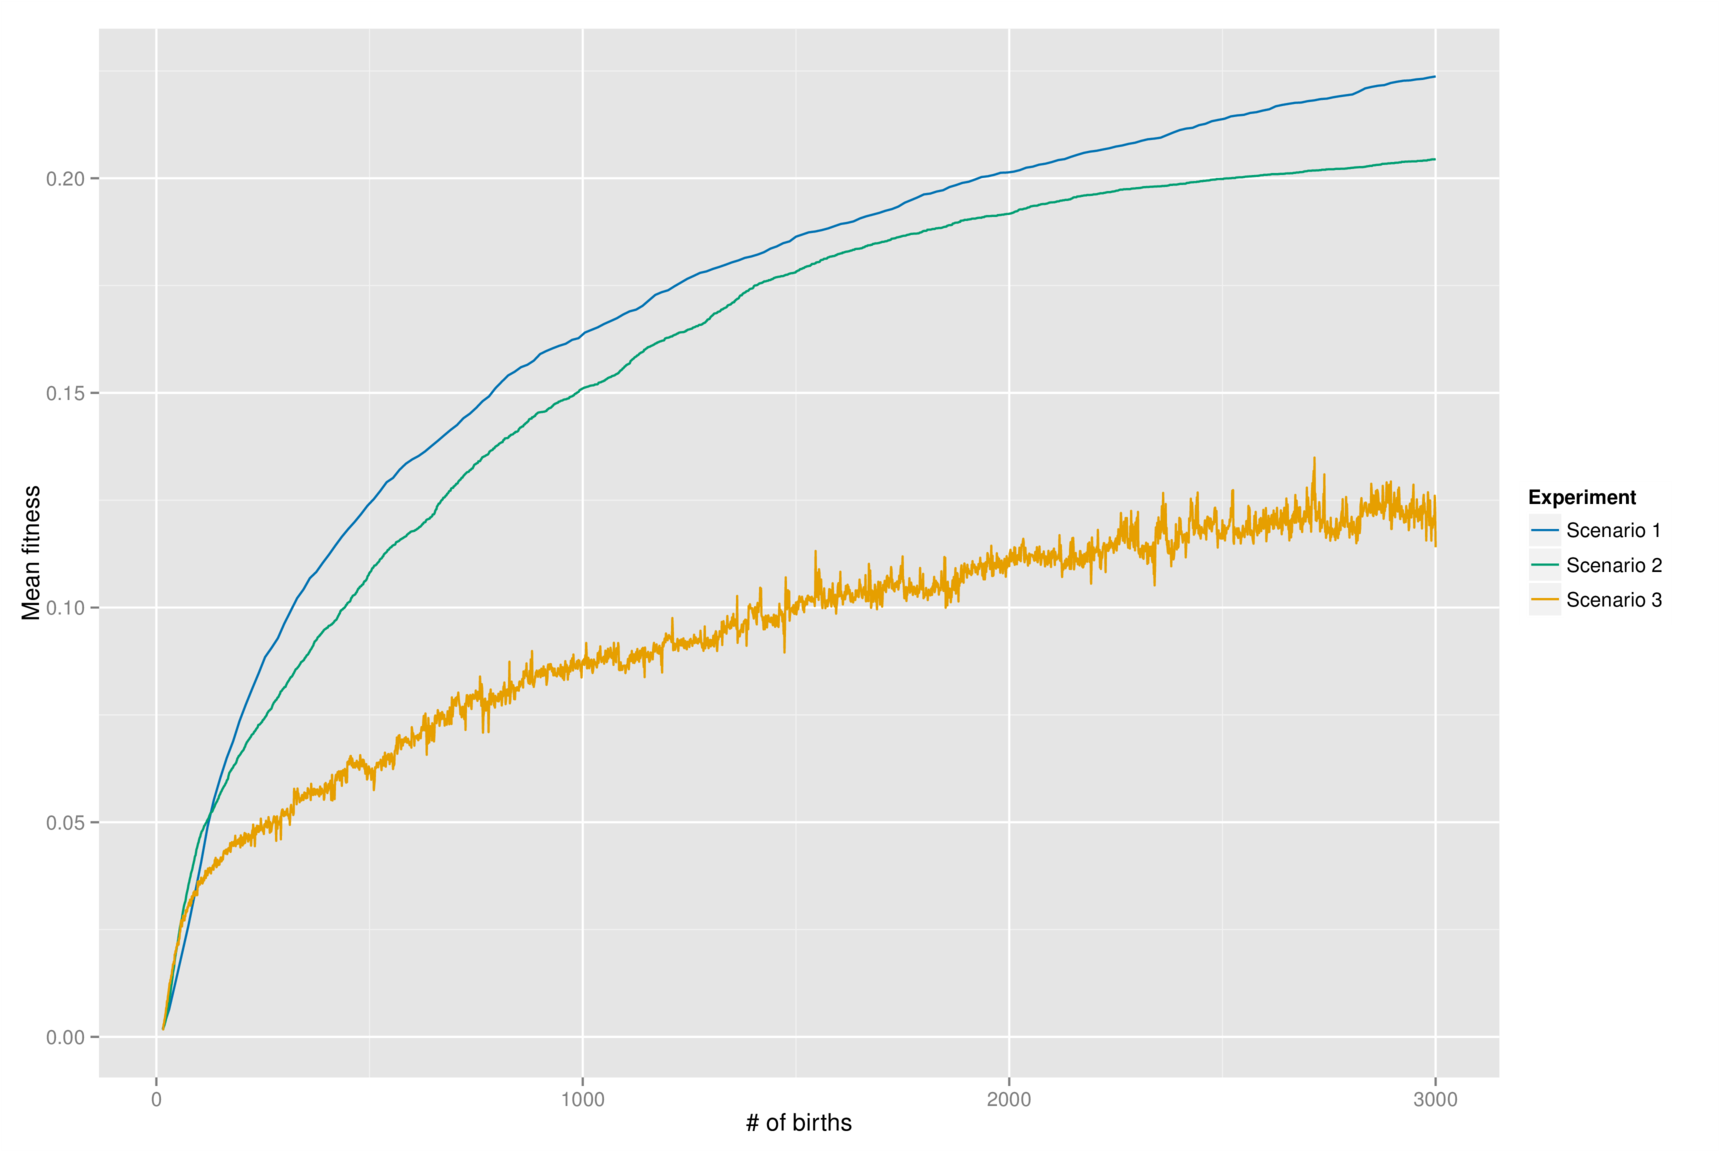 Mean fitness
0.20
0.15
0.10
0.05
0.00
0
1000
2000
3000
# of births
Experiment
Scenario 1
Scenario 2
Scenario 3